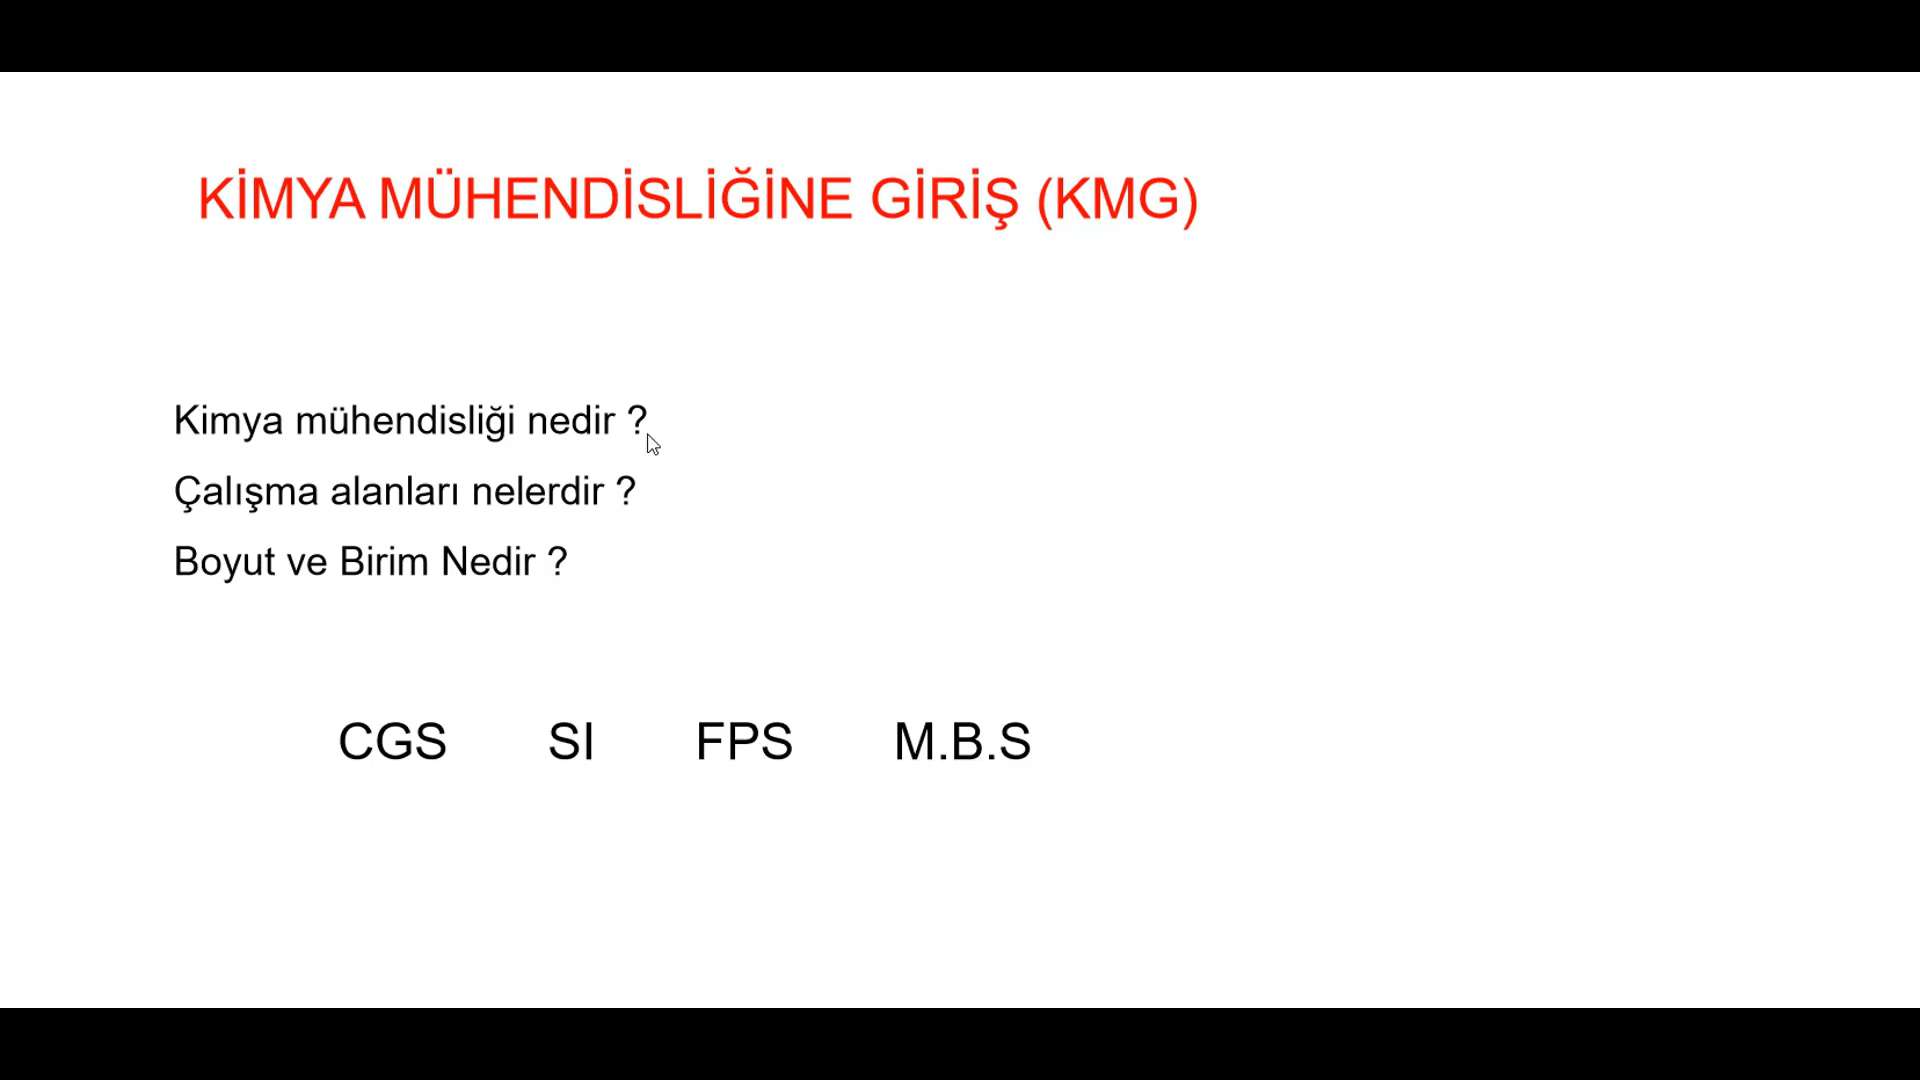 KİMYA MÜHENDİSLİĞİNE GİRİŞ (KMG)
Kimya mühendisliği nedir ?
Çalışma alanları nelerdir ?
Boyut ve Birim Nedir ?
CGS SI FPS M.B.S